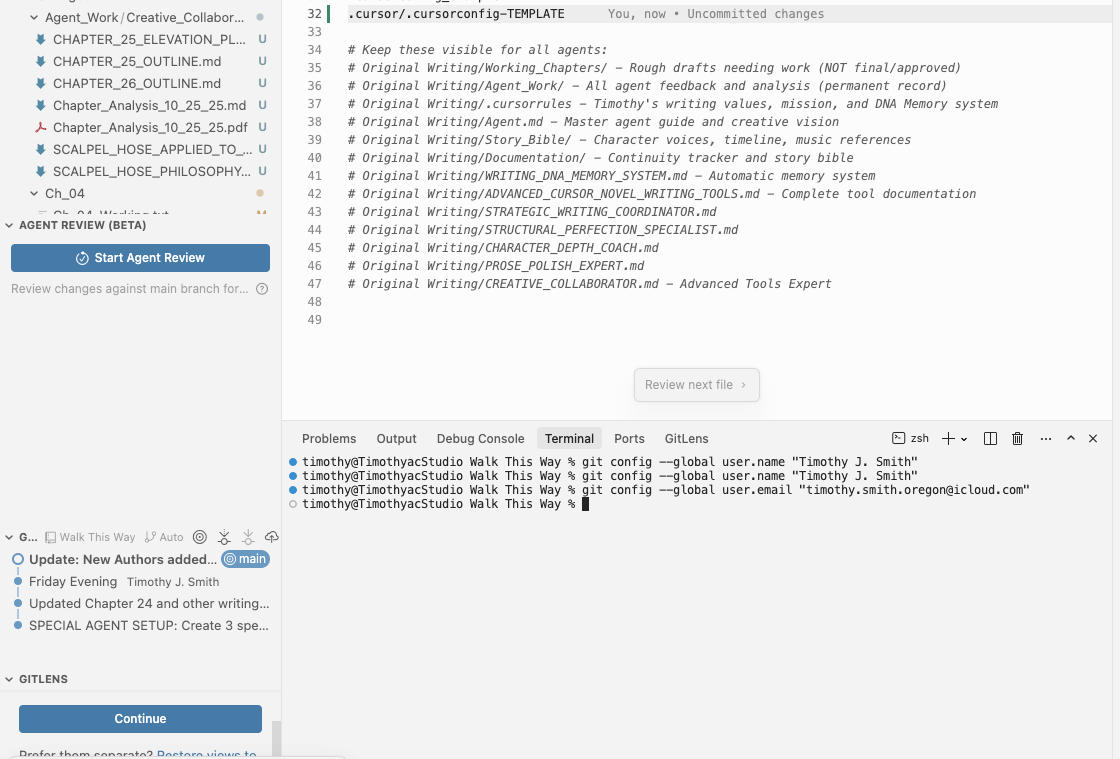 Agent_Work/Creative_Collabor...
CHAPTER_25_ELEVATION_PL... U
CHAPTER_25_OUTLINE.md U
CHAPTER_26_OUTLINE.md U
Chapter_Analysis_10_25_25.md U
Chapter_Analysis_10_25_25.pdf U
SCALPEL_HOSE_APPLIED_TO_... U
SCALPEL_HOSE_PHILOSOPHY... U
Ch_04
Ch_04_Working.txt M
AGENT REVIEW (BETA)
Start Agent Review
Review changes against main branch for...
G... Walk This Way Auto
Update: New Authors added... main
Friday Evening Timothy J. Smith
Updated Chapter 24 and other writing...
SPECIAL AGENT SETUP: Create 3 spe...
GITLENS
Continue
Prefer them separate? Restore views to
32 .cursor/.cursorconfig-TEMPLATE You, now • Uncommitted changes
33
34 # Keep these visible for all agents:
35 # Original Writing/Working_Chapters/ – Rough drafts needing work (NOT final/approved)
36 # Original Writing/Agent_Work/ – All agent feedback and analysis (permanent record)
37 # Original Writing/.cursorrules – Timothy's writing values, mission, and DNA Memory system
38 # Original Writing/Agent.md – Master agent guide and creative vision
39 # Original Writing/Story_Bible/ – Character voices, timeline, music references
40 # Original Writing/Documentation/ – Continuity tracker and story bible
41 # Original Writing/WRITING_DNA_MEMORY_SYSTEM.md – Automatic memory system
42 # Original Writing/ADVANCED_CURSOR_NOVEL_WRITING_TOOLS.md – Complete tool documentation
43 # Original Writing/STRATEGIC_WRITING_COORDINATOR.md
44 # Original Writing/STRUCTURAL_PERFECTION_SPECIALIST.md
45 # Original Writing/CHARACTER_DEPTH_COACH.md
46 # Original Writing/PROSE_POLISH_EXPERT.md
47 # Original Writing/CREATIVE_COLLABORATOR.md – Advanced Tools Expert
48
49
Review next file
Problems Output Debug Console Terminal Ports GitLens zsh
timothy@TimothyacStudio Walk This Way % git config --global user.name "Timothy J. Smith"
timothy@TimothyacStudio Walk This Way % git config --global user.name "Timothy J. Smith"
timothy@TimothyacStudio Walk This Way % git config --global user.email "timothy.smith.oregon@icloud.com"
timothy@TimothyacStudio Walk This Way %